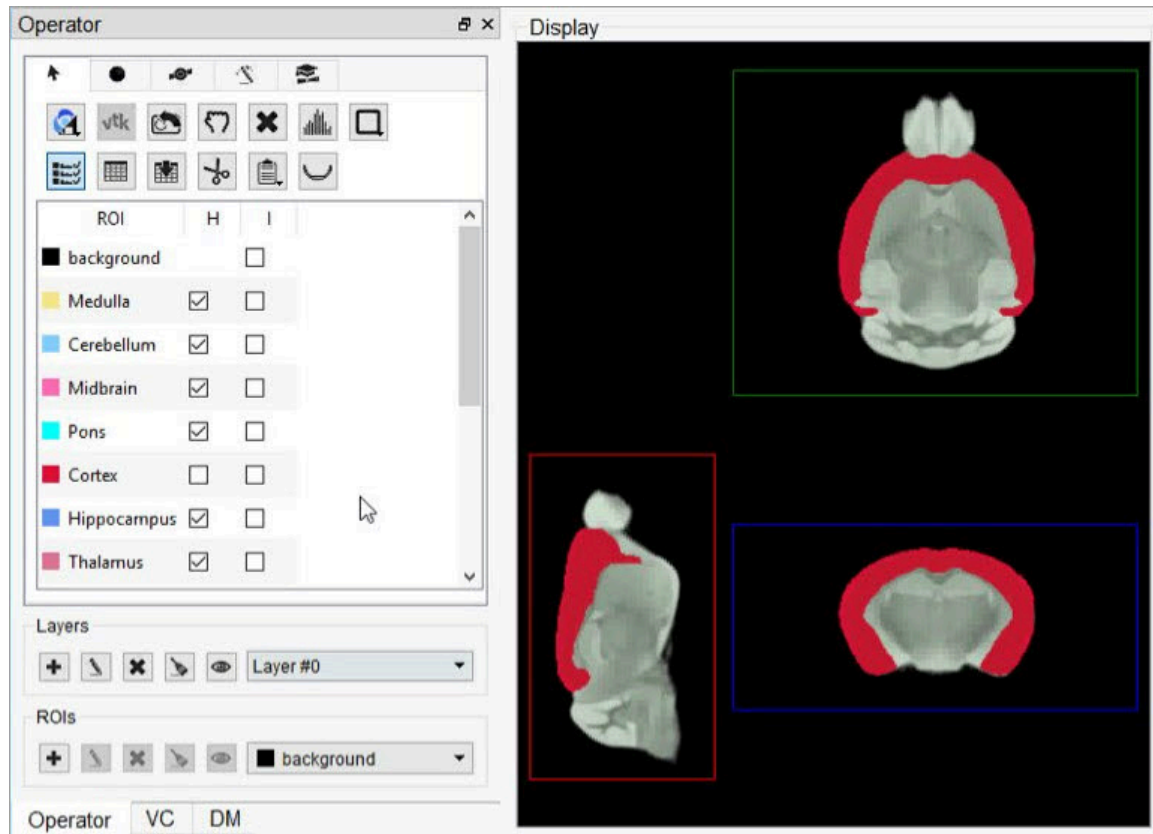 Operator
Display
vtk
ROI H I
background
Medulla
Cerebellum
Midbrain
Pons
Cortex
Hippocampus
Thalamus
Layers
Layer #0
ROIs
background
Operator VC DM